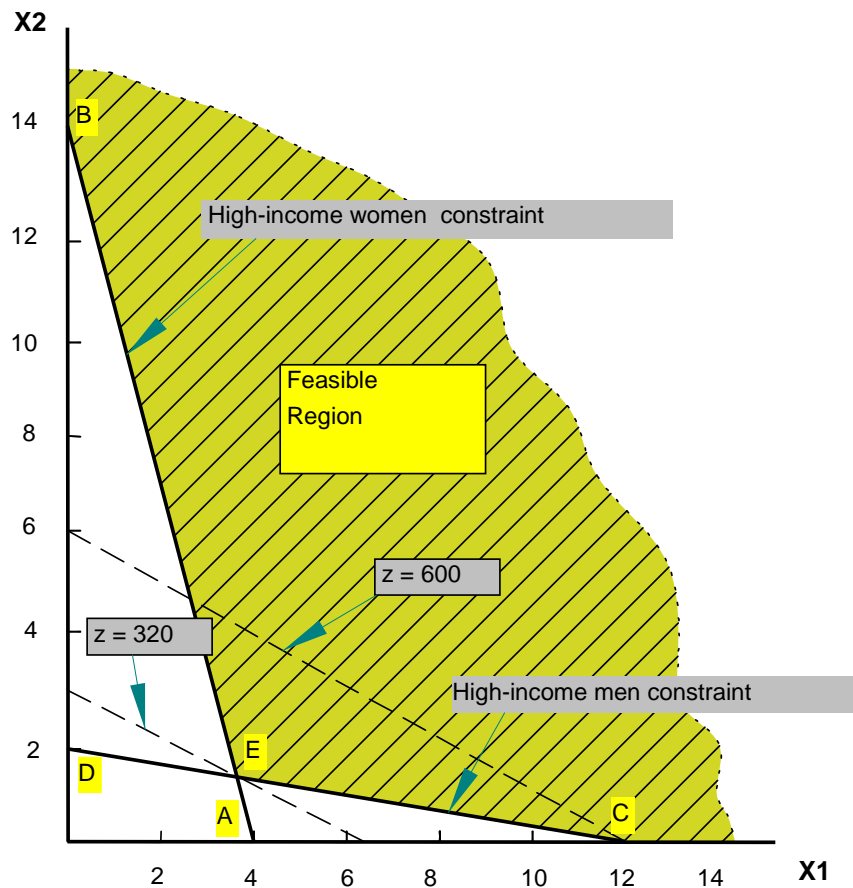 X2
14
B
High-income women constraint
12
10
Feasible
Region
8
6
z = 600
4
z = 320
High-income men constraint
E
2
D
A
C
2
4
6
8
10
12
14
X1